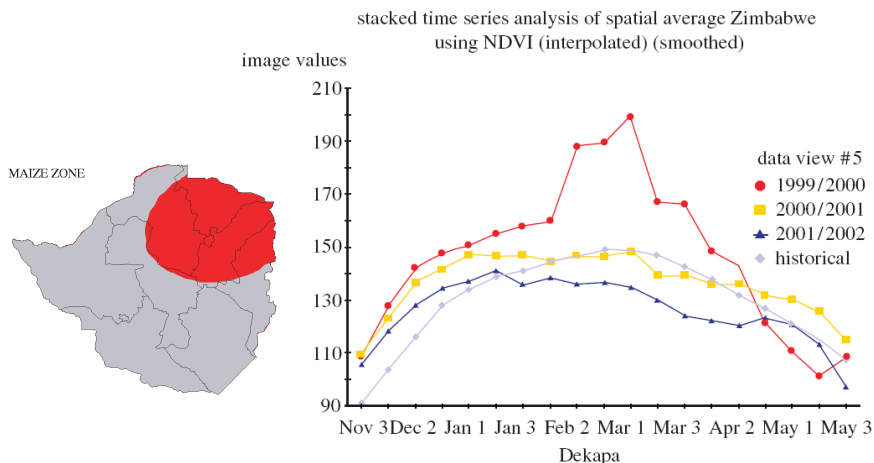 stacked time series analysis of spatial average Zimbabwe
using NDVI (interpolated) (smoothed)
image values
MAIZE ZONE
210
190
170
150
130
110
90
data view #5
1999/2000
2000/2001
2001/2002
historical
Nov 3 Dec 2 Jan 1 Jan 3 Feb 2 Mar 1 Mar 3 Apr 2 May 1 May 3
Dekapa